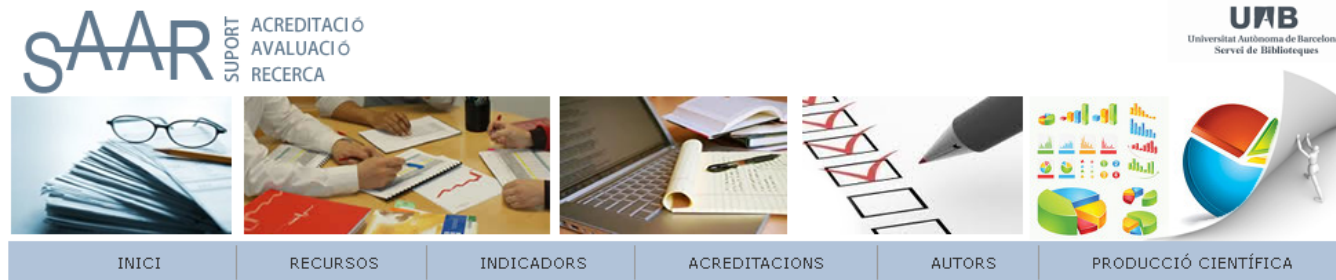 SAAR
SUPORT
ACREDITACIÓ
AVALUACIÓ
RECERCA
UAB
Universitat Autònoma de Barcelon
Servei de Biblioteques
INICI
RECURSOS
INDICADORS
ACREDITACIONS
AUTORS
PRODUCCIÓ CIENTÍFICA